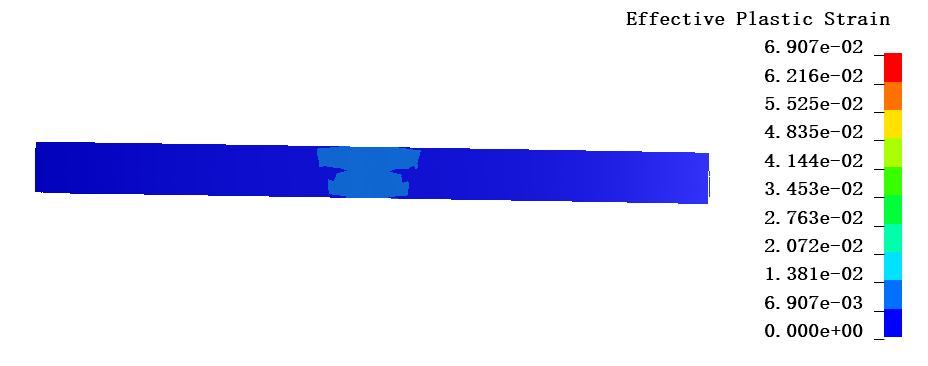 Effective Plastic Strain
6.907e-02
6.216e-02
5.525e-02
4.835e-02
4.144e-02
3.453e-02
2.763e-02
2.072e-02
1.381e-02
6.907e-03
0.000e+00